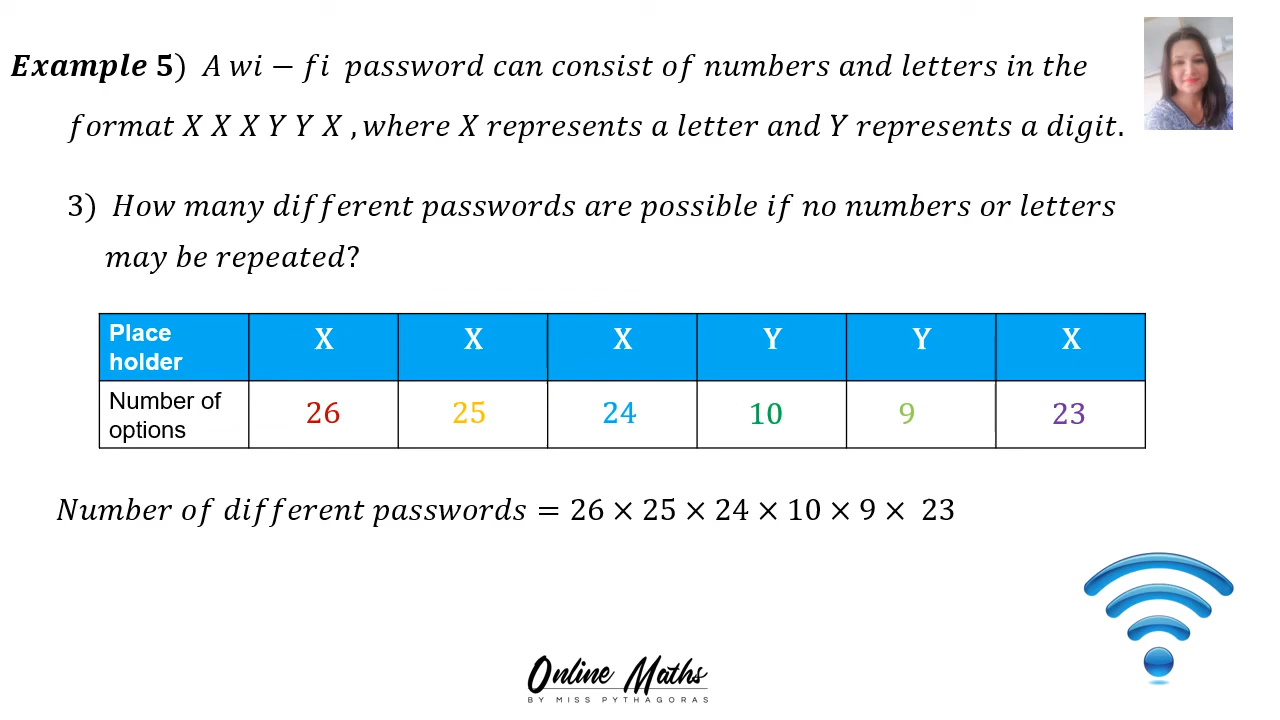 Example 5) A wi − fi password can consist of numbers and letters in the
format X X X Y Y X , where X represents a letter and Y represents a digit.
3) How many different passwords are possible if no numbers or letters
may be repeated?
Place holder X X X Y Y X
Number of options 26 25 24 10 9 23
Number of different passwords = 26 × 25 × 24 × 10 × 9 × 23
Online Maths
BY MISS PYTHAGORAS